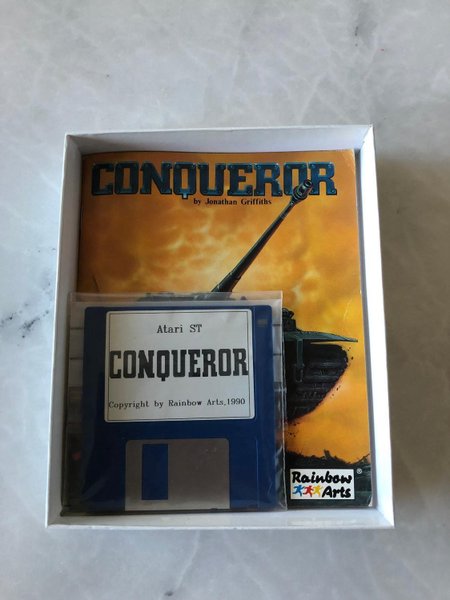 CONQUEROR
by Jonathan Griffiths
Atari ST
CONQUEROR
Copyright by Rainbow Arts,1990
Rainbow
Arts
®